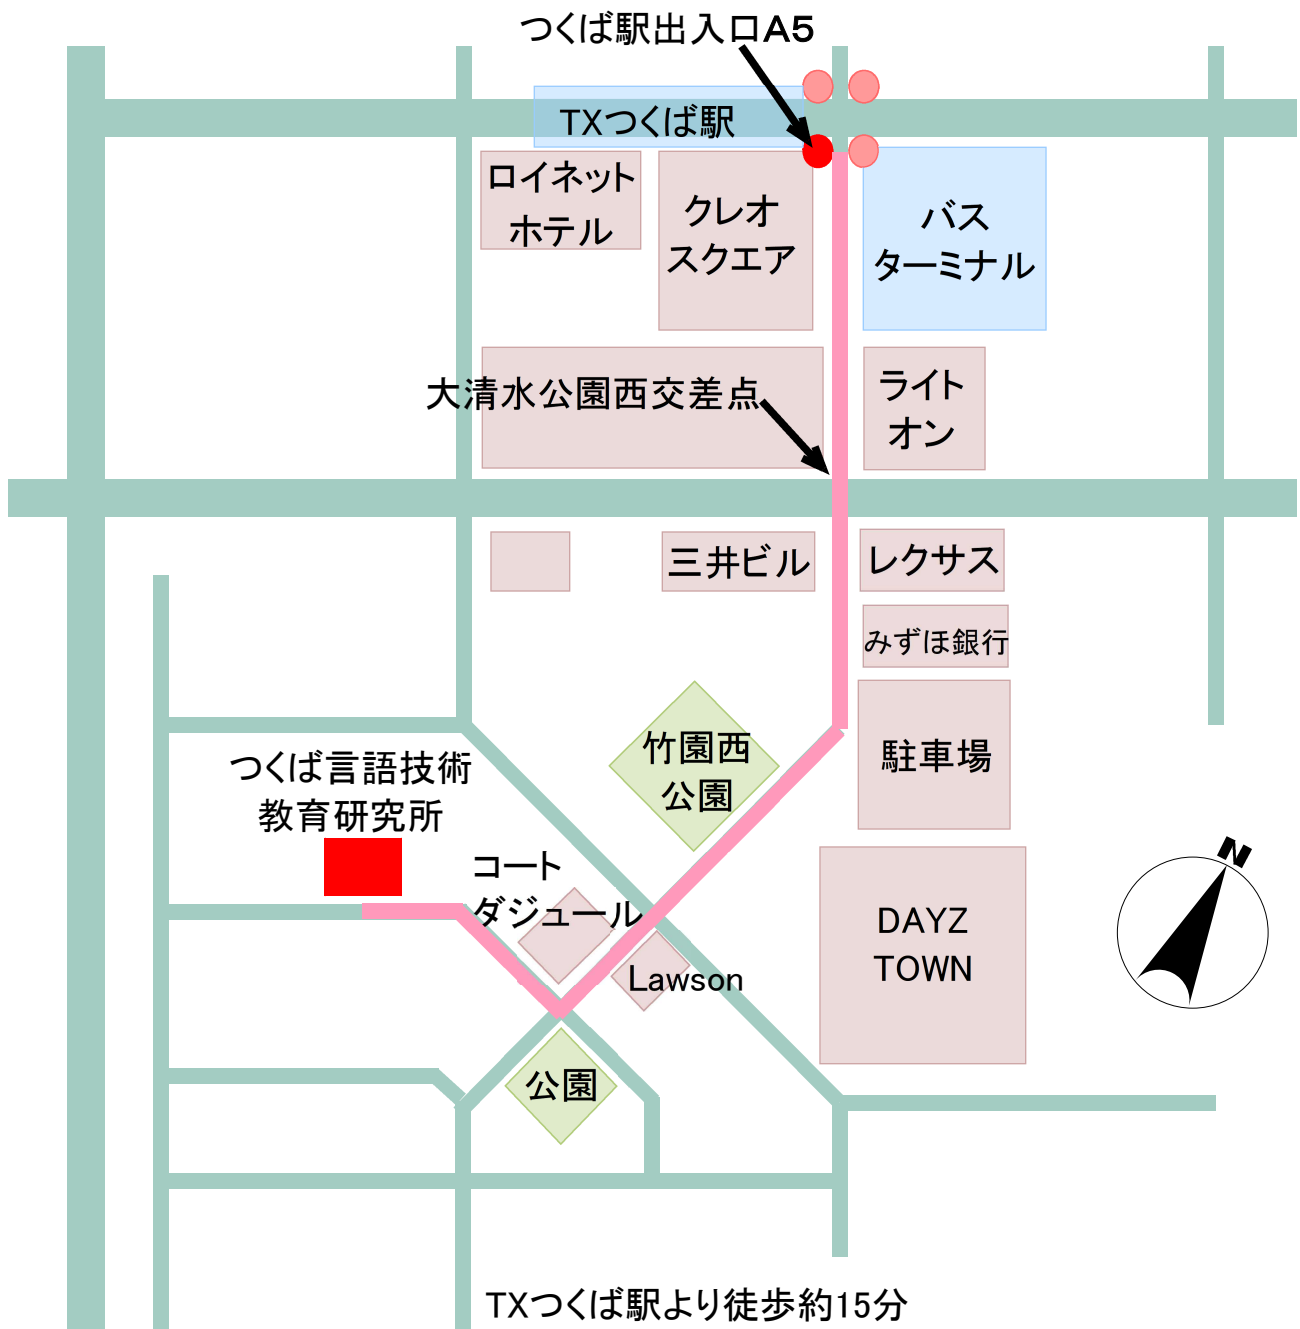 つくば駅出入口A5
TXつくば駅
ロイネット
ホテル
クレオ
スクエア
バス
ターミナル
大清水公園西交差点
ライト
オン
三井ビル
レクサス
みずほ銀行
竹園西
公園
駐車場
つくば言語技術
教育研究所
コート
ダジュール
Lawson
DAYZ
TOWN
N
公園
TXつくば駅より徒歩約15分